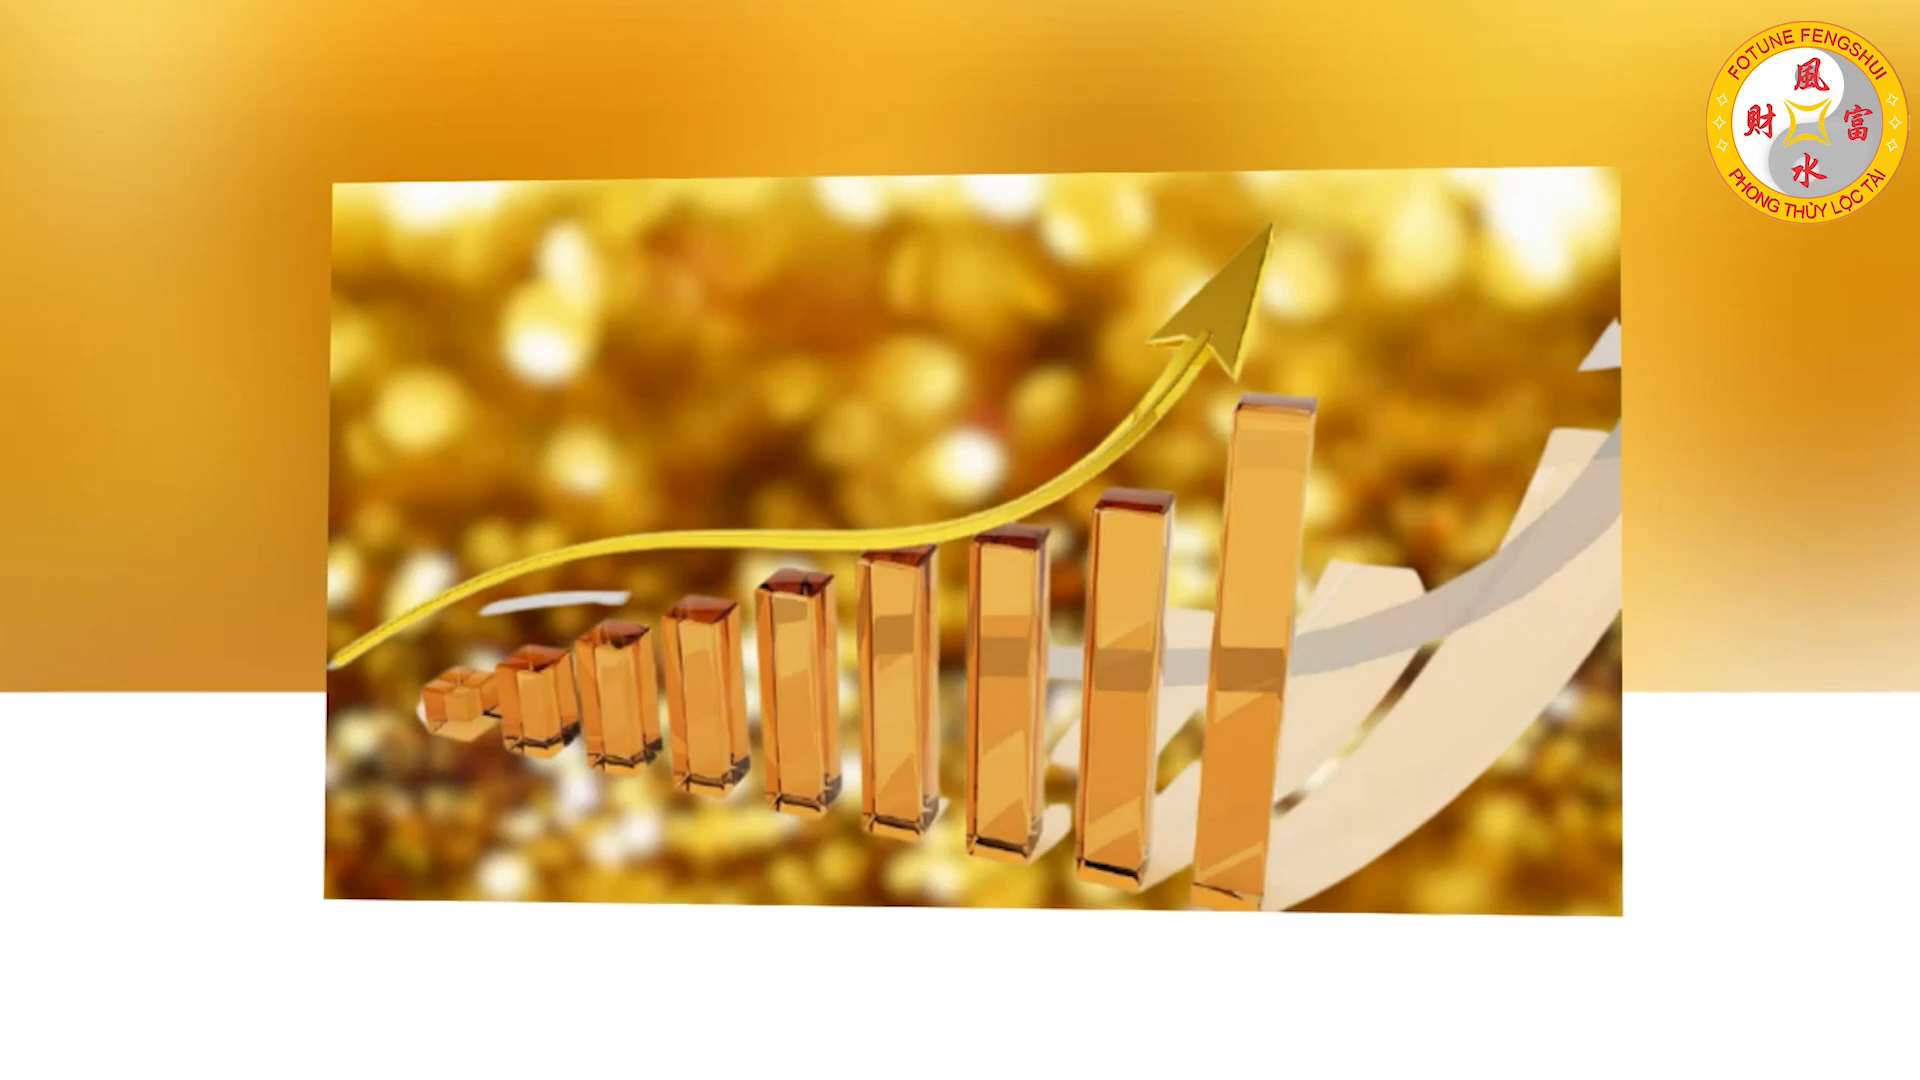 FOTUNE FENGSHUI
風
財 富
水
PHONG THỦY LỘC TÀI